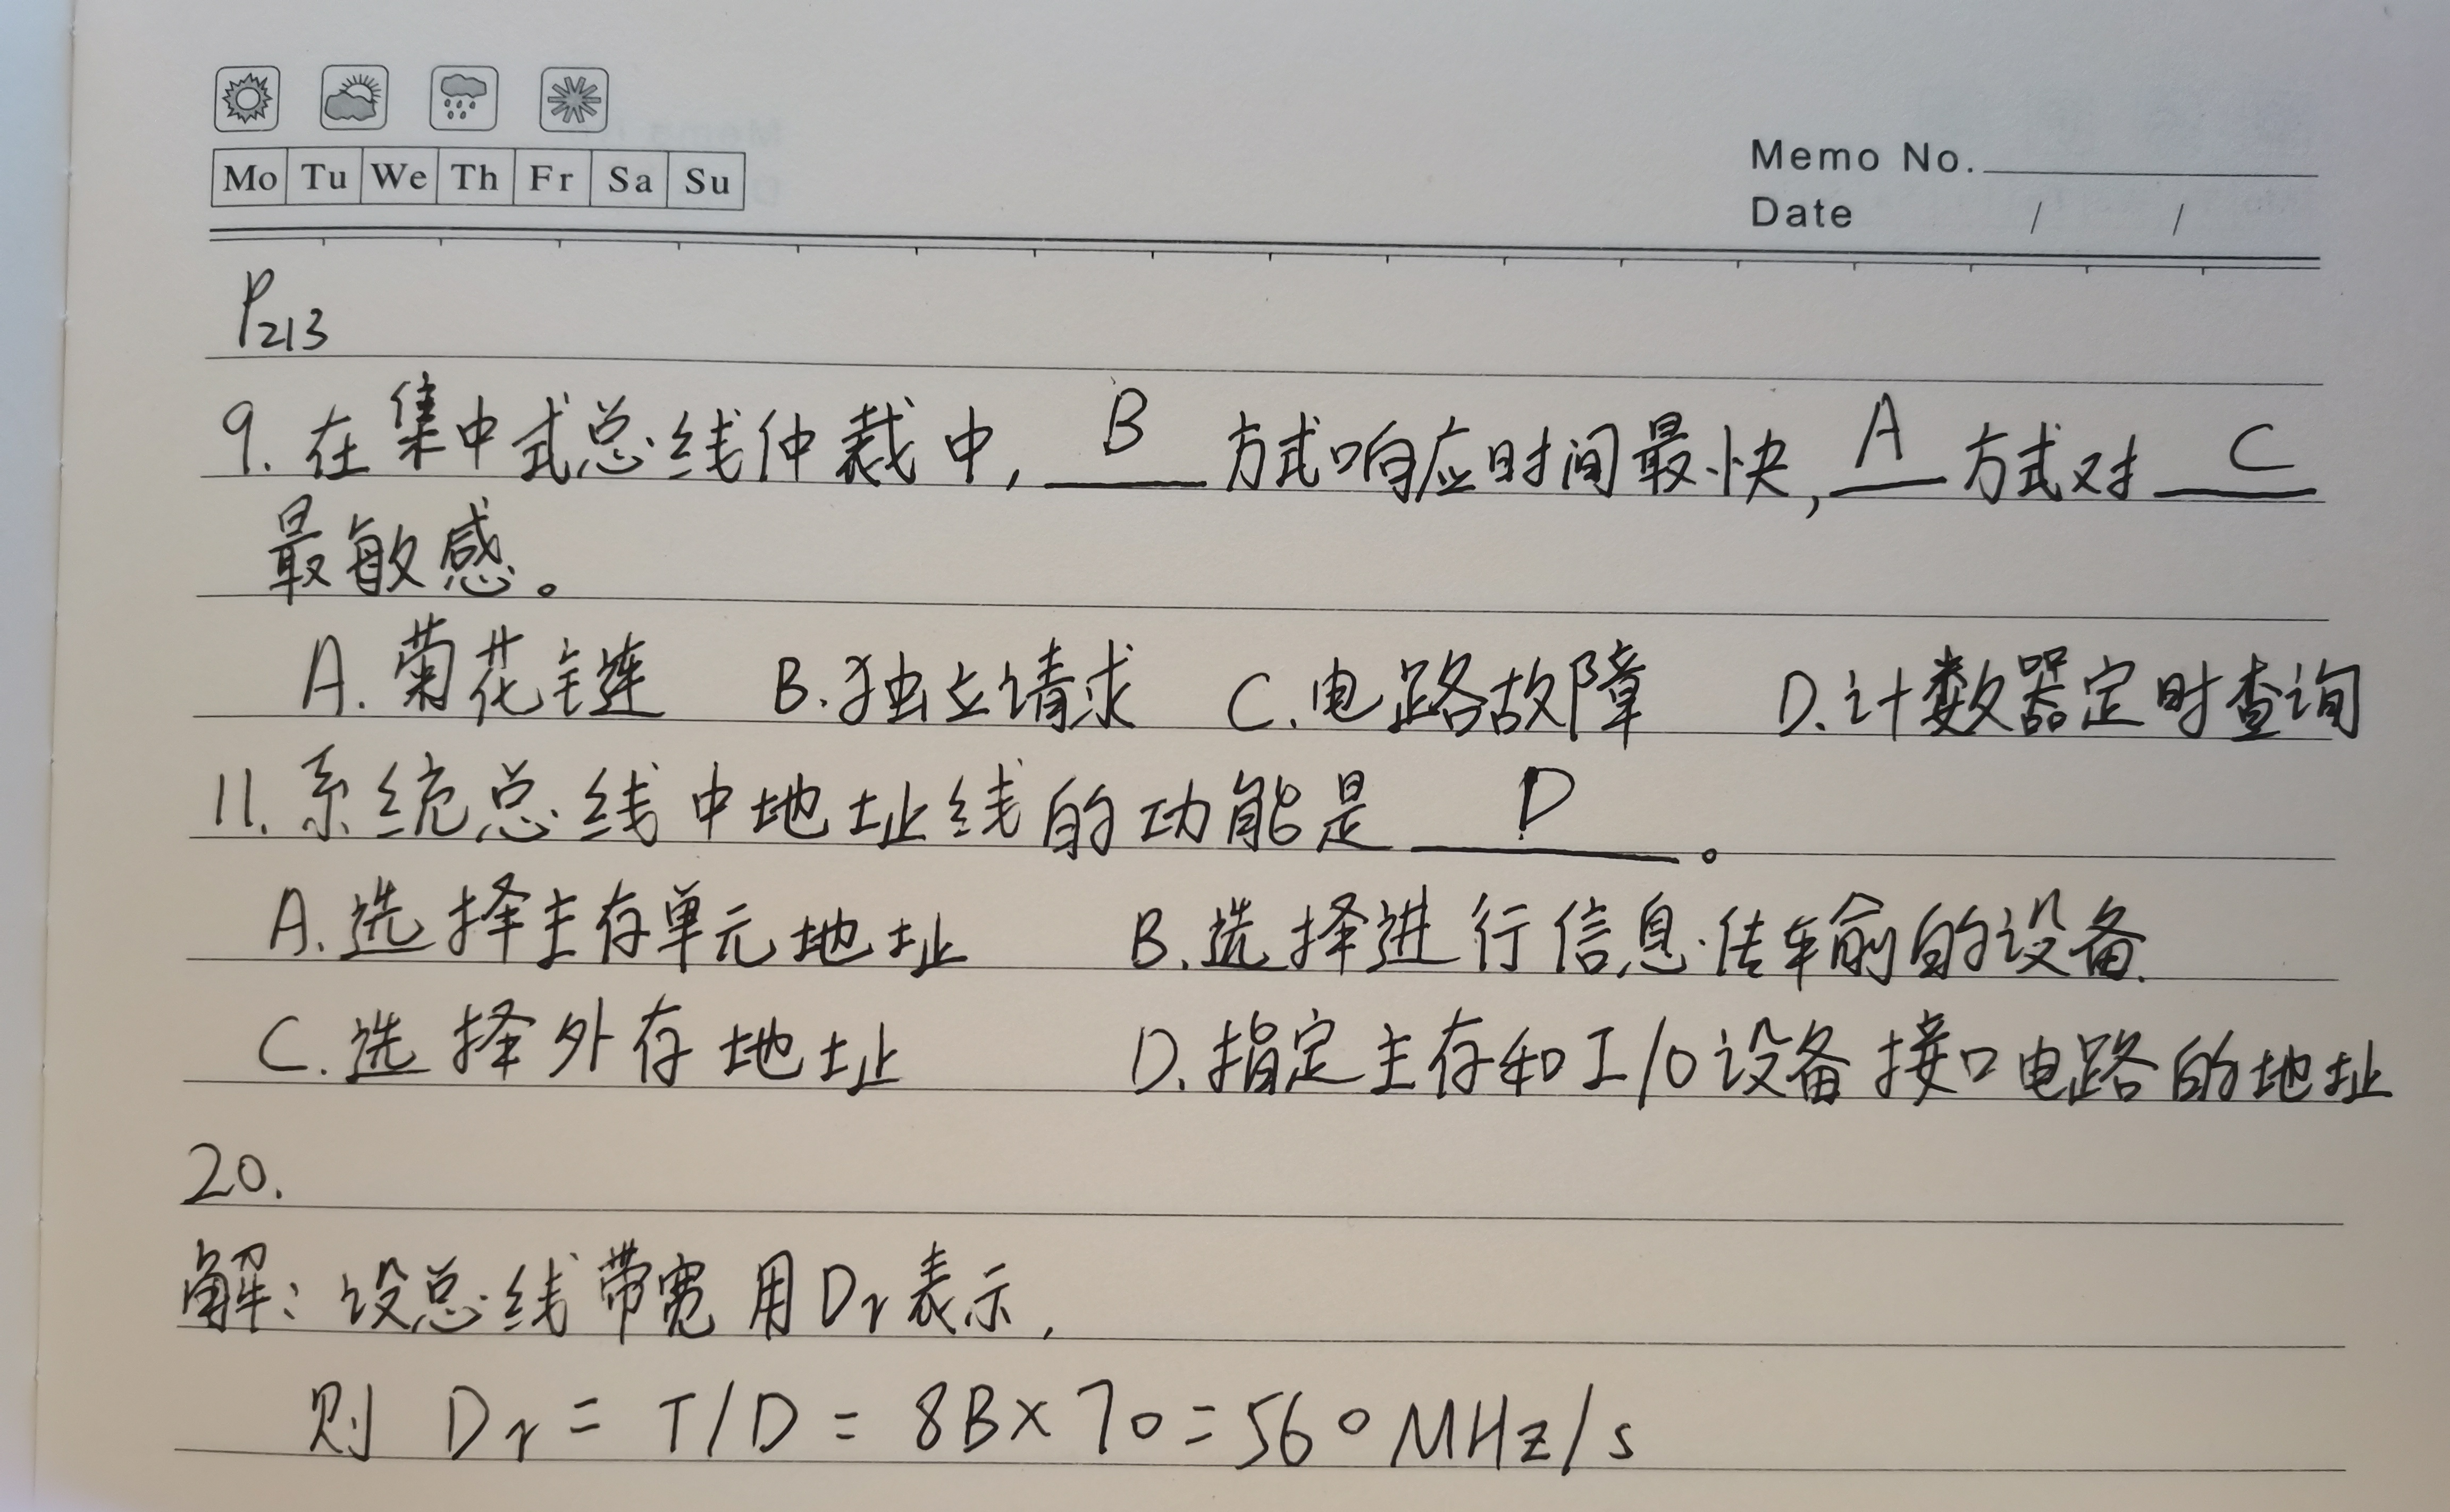 Mo Tu We Th Fr Sa Su
Memo No.
Date / /
P213
9. 在集中式总线仲裁中, B 方式响应时间最快, A 方式对 C
最敏感。
A. 菊花链 B. 独立请求 C. 电路故障 D. 计数器定时查询
11. 系统总线中地址线的功能是 D 。
A. 选择主存单元地址 B. 选择进行信息传输的设备.
C. 选择外存地址 D. 指定主存和I/O设备接口电路的地址
20.
解: 设总线带宽用Dr表示,
则 Dr = T/D = 8B×70 = 560MHz/s